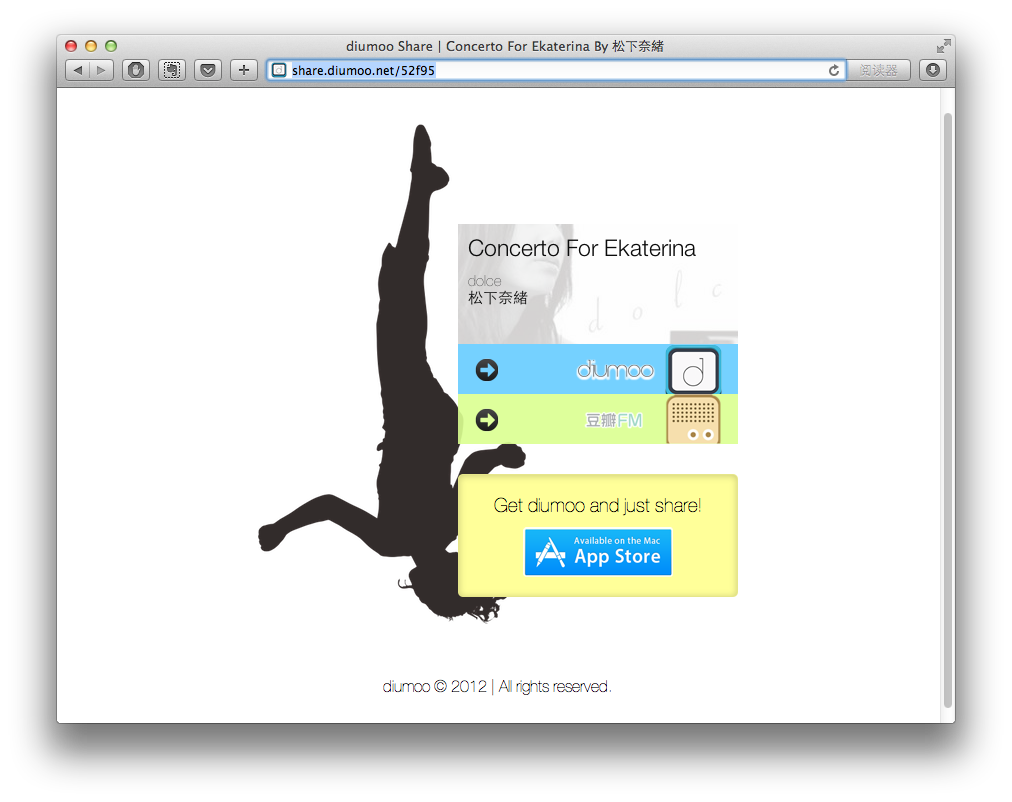 diumoo Share | Concerto For Ekaterina By 松下奈緒
share.diumoo.net/52f95
阅读器
Concerto For Ekaterina
dolce
松下奈緒
d o l c
diumoo
d
豆瓣FM
Get diumoo and just share!
Available on the Mac
App Store
diumoo © 2012 | All rights reserved.